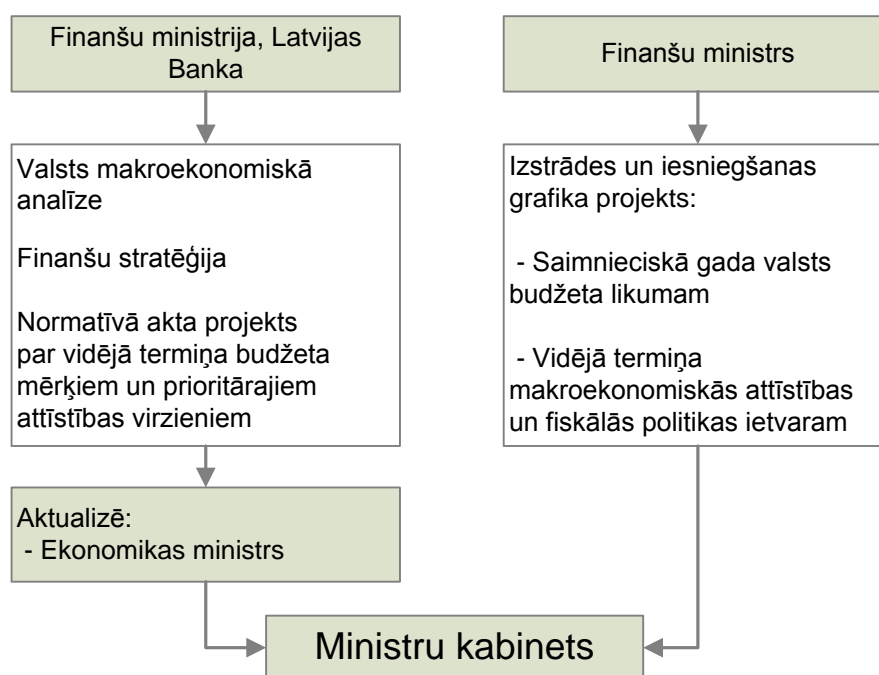 Finanšu ministrija, Latvijas
Banka
Valsts makroekonomiskā
analīze
Finanšu stratēģija
Normatīvā akta projekts
par vidējā termiņa budžeta
mērķiem un prioritārajiem
attīstības virzieniem
Aktualizē:
- Ekonomikas ministrs
Finanšu ministrs
Izstrādes un iesniegšanas
grafika projekts:
- Saimnieciskā gada valsts
budžeta likumam
- Vidējā termiņa
makroekonomiskās attīstības
un fiskālās politikas ietvaram
Ministru kabinets